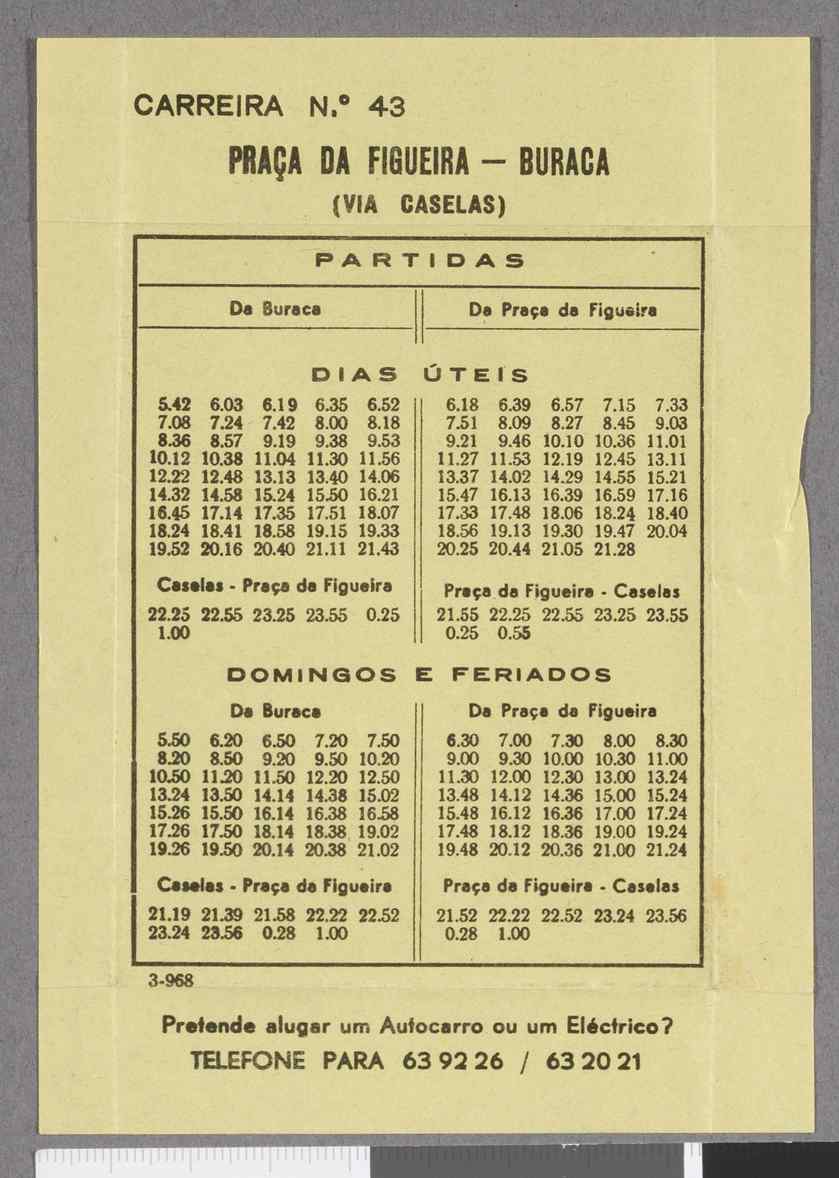 CARREIRA N.º 43
PRAÇA DA FIGUEIRA — BURACA
(VIA CASELAS)
PARTIDAS
Da Buraca
Da Praça da Figueira
DIAS ÚTEIS
5.42 6.03 6.19 6.35 6.52
7.08 7.24 7.42 8.00 8.18
8.36 8.57 9.19 9.38 9.53
10.12 10.38 11.04 11.30 11.56
12.22 12.48 13.13 13.40 14.06
14.32 14.58 15.24 15.50 16.21
16.45 17.14 17.35 17.51 18.07
18.24 18.41 18.58 19.15 19.33
19.52 20.16 20.40 21.11 21.43
6.18 6.39 6.57 7.15 7.33
7.51 8.09 8.27 8.45 9.03
9.21 9.46 10.10 10.36 11.01
11.27 11.53 12.19 12.45 13.11
13.37 14.02 14.29 14.55 15.21
15.47 16.13 16.39 16.59 17.16
17.33 17.48 18.06 18.24 18.40
18.56 19.13 19.30 19.47 20.04
20.25 20.44 21.05 21.28
Caselas - Praça da Figueira
22.25 22.55 23.25 23.55 0.25
1.00
Praça da Figueira - Caselas
21.55 22.25 22.55 23.25 23.55
0.25 0.55
DOMINGOS E FERIADOS
Da Buraca
5.50 6.20 6.50 7.20 7.50
8.20 8.50 9.20 9.50 10.20
10.50 11.20 11.50 12.20 12.50
13.24 13.50 14.14 14.38 15.02
15.26 15.50 16.14 16.38 16.58
17.26 17.50 18.14 18.38 19.02
19.26 19.50 20.14 20.38 21.02
Da Praça da Figueira
6.30 7.00 7.30 8.00 8.30
9.00 9.30 10.00 10.30 11.00
11.30 12.00 12.30 13.00 13.24
13.48 14.12 14.36 15.00 15.24
15.48 16.12 16.36 17.00 17.24
17.48 18.12 18.36 19.00 19.24
19.48 20.12 20.36 21.00 21.24
Caselas - Praça da Figueira
21.19 21.39 21.58 22.22 22.52
23.24 23.56 0.28 1.00
Praça da Figueira - Caselas
21.52 22.22 22.52 23.24 23.56
0.28 1.00
3-968
Pretende alugar um Autocarro ou um Eléctrico?
TELEFONE PARA 63 92 26 / 63 20 21